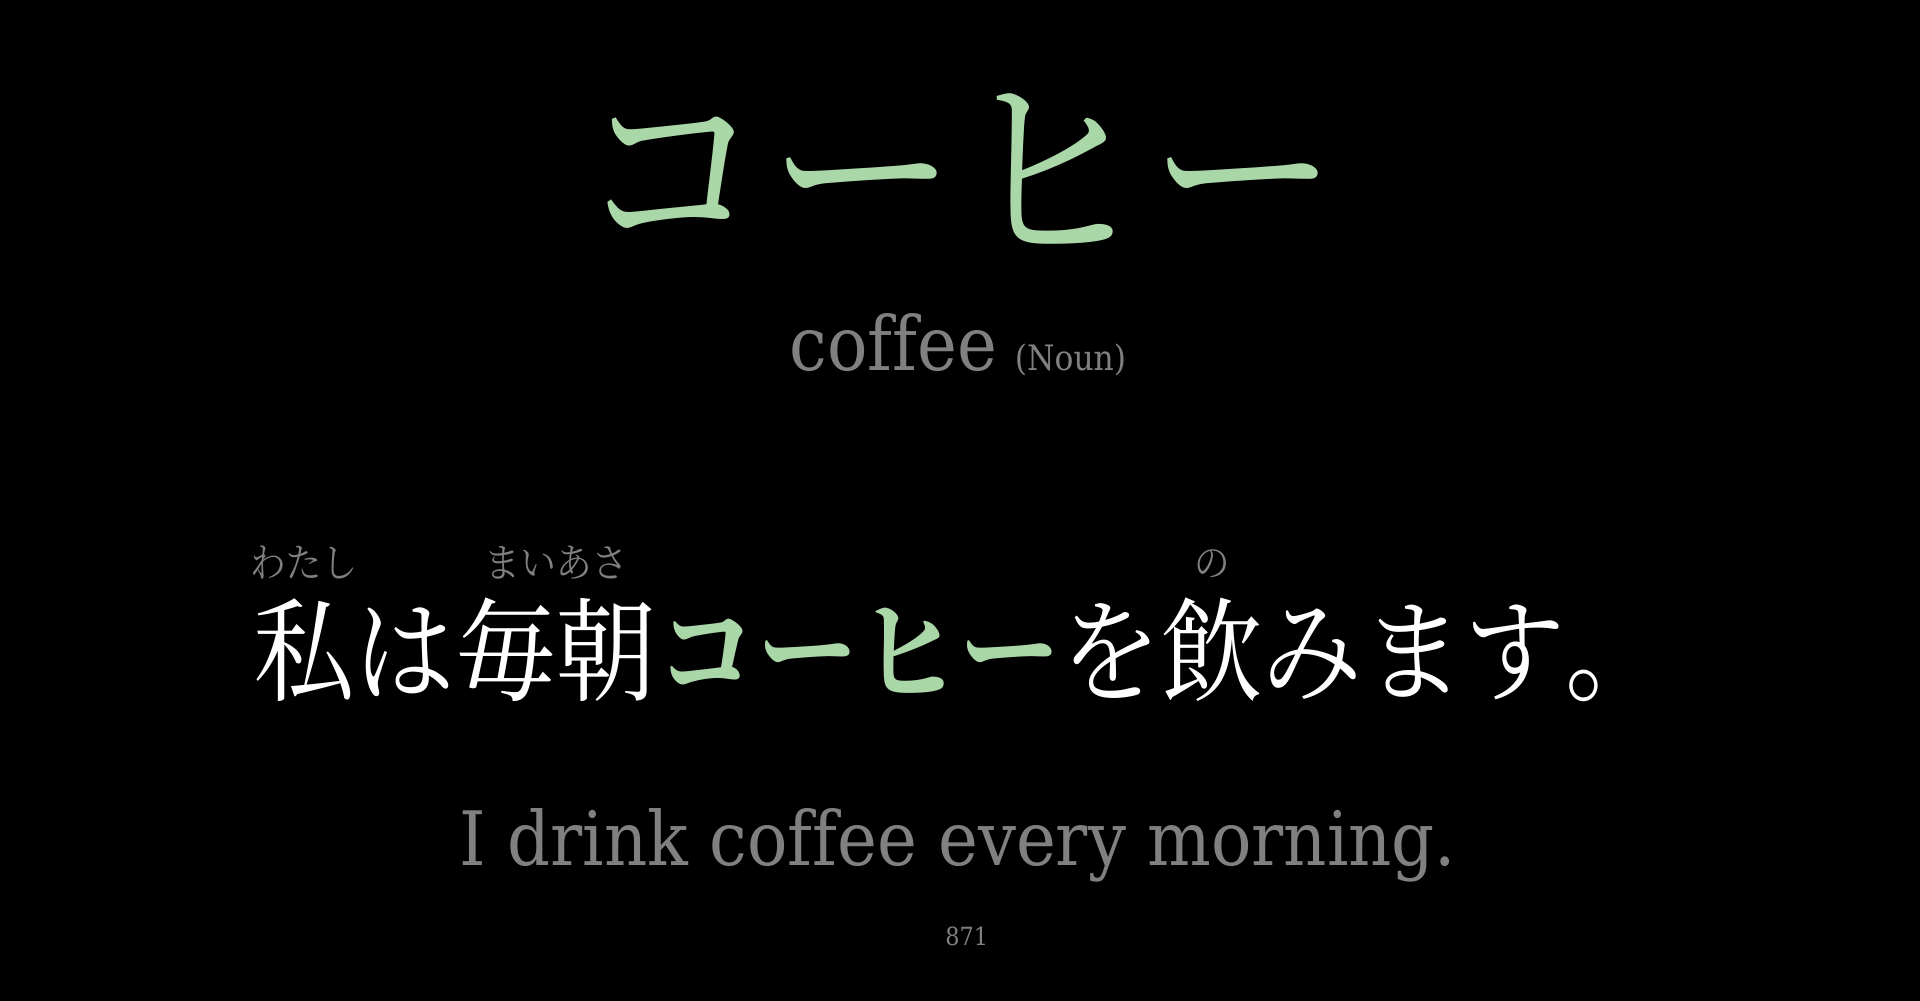 コーヒー
coffee (Noun)
わたし まいあさ の
私は毎朝コーヒーを飲みます。
I drink coffee every morning.
871